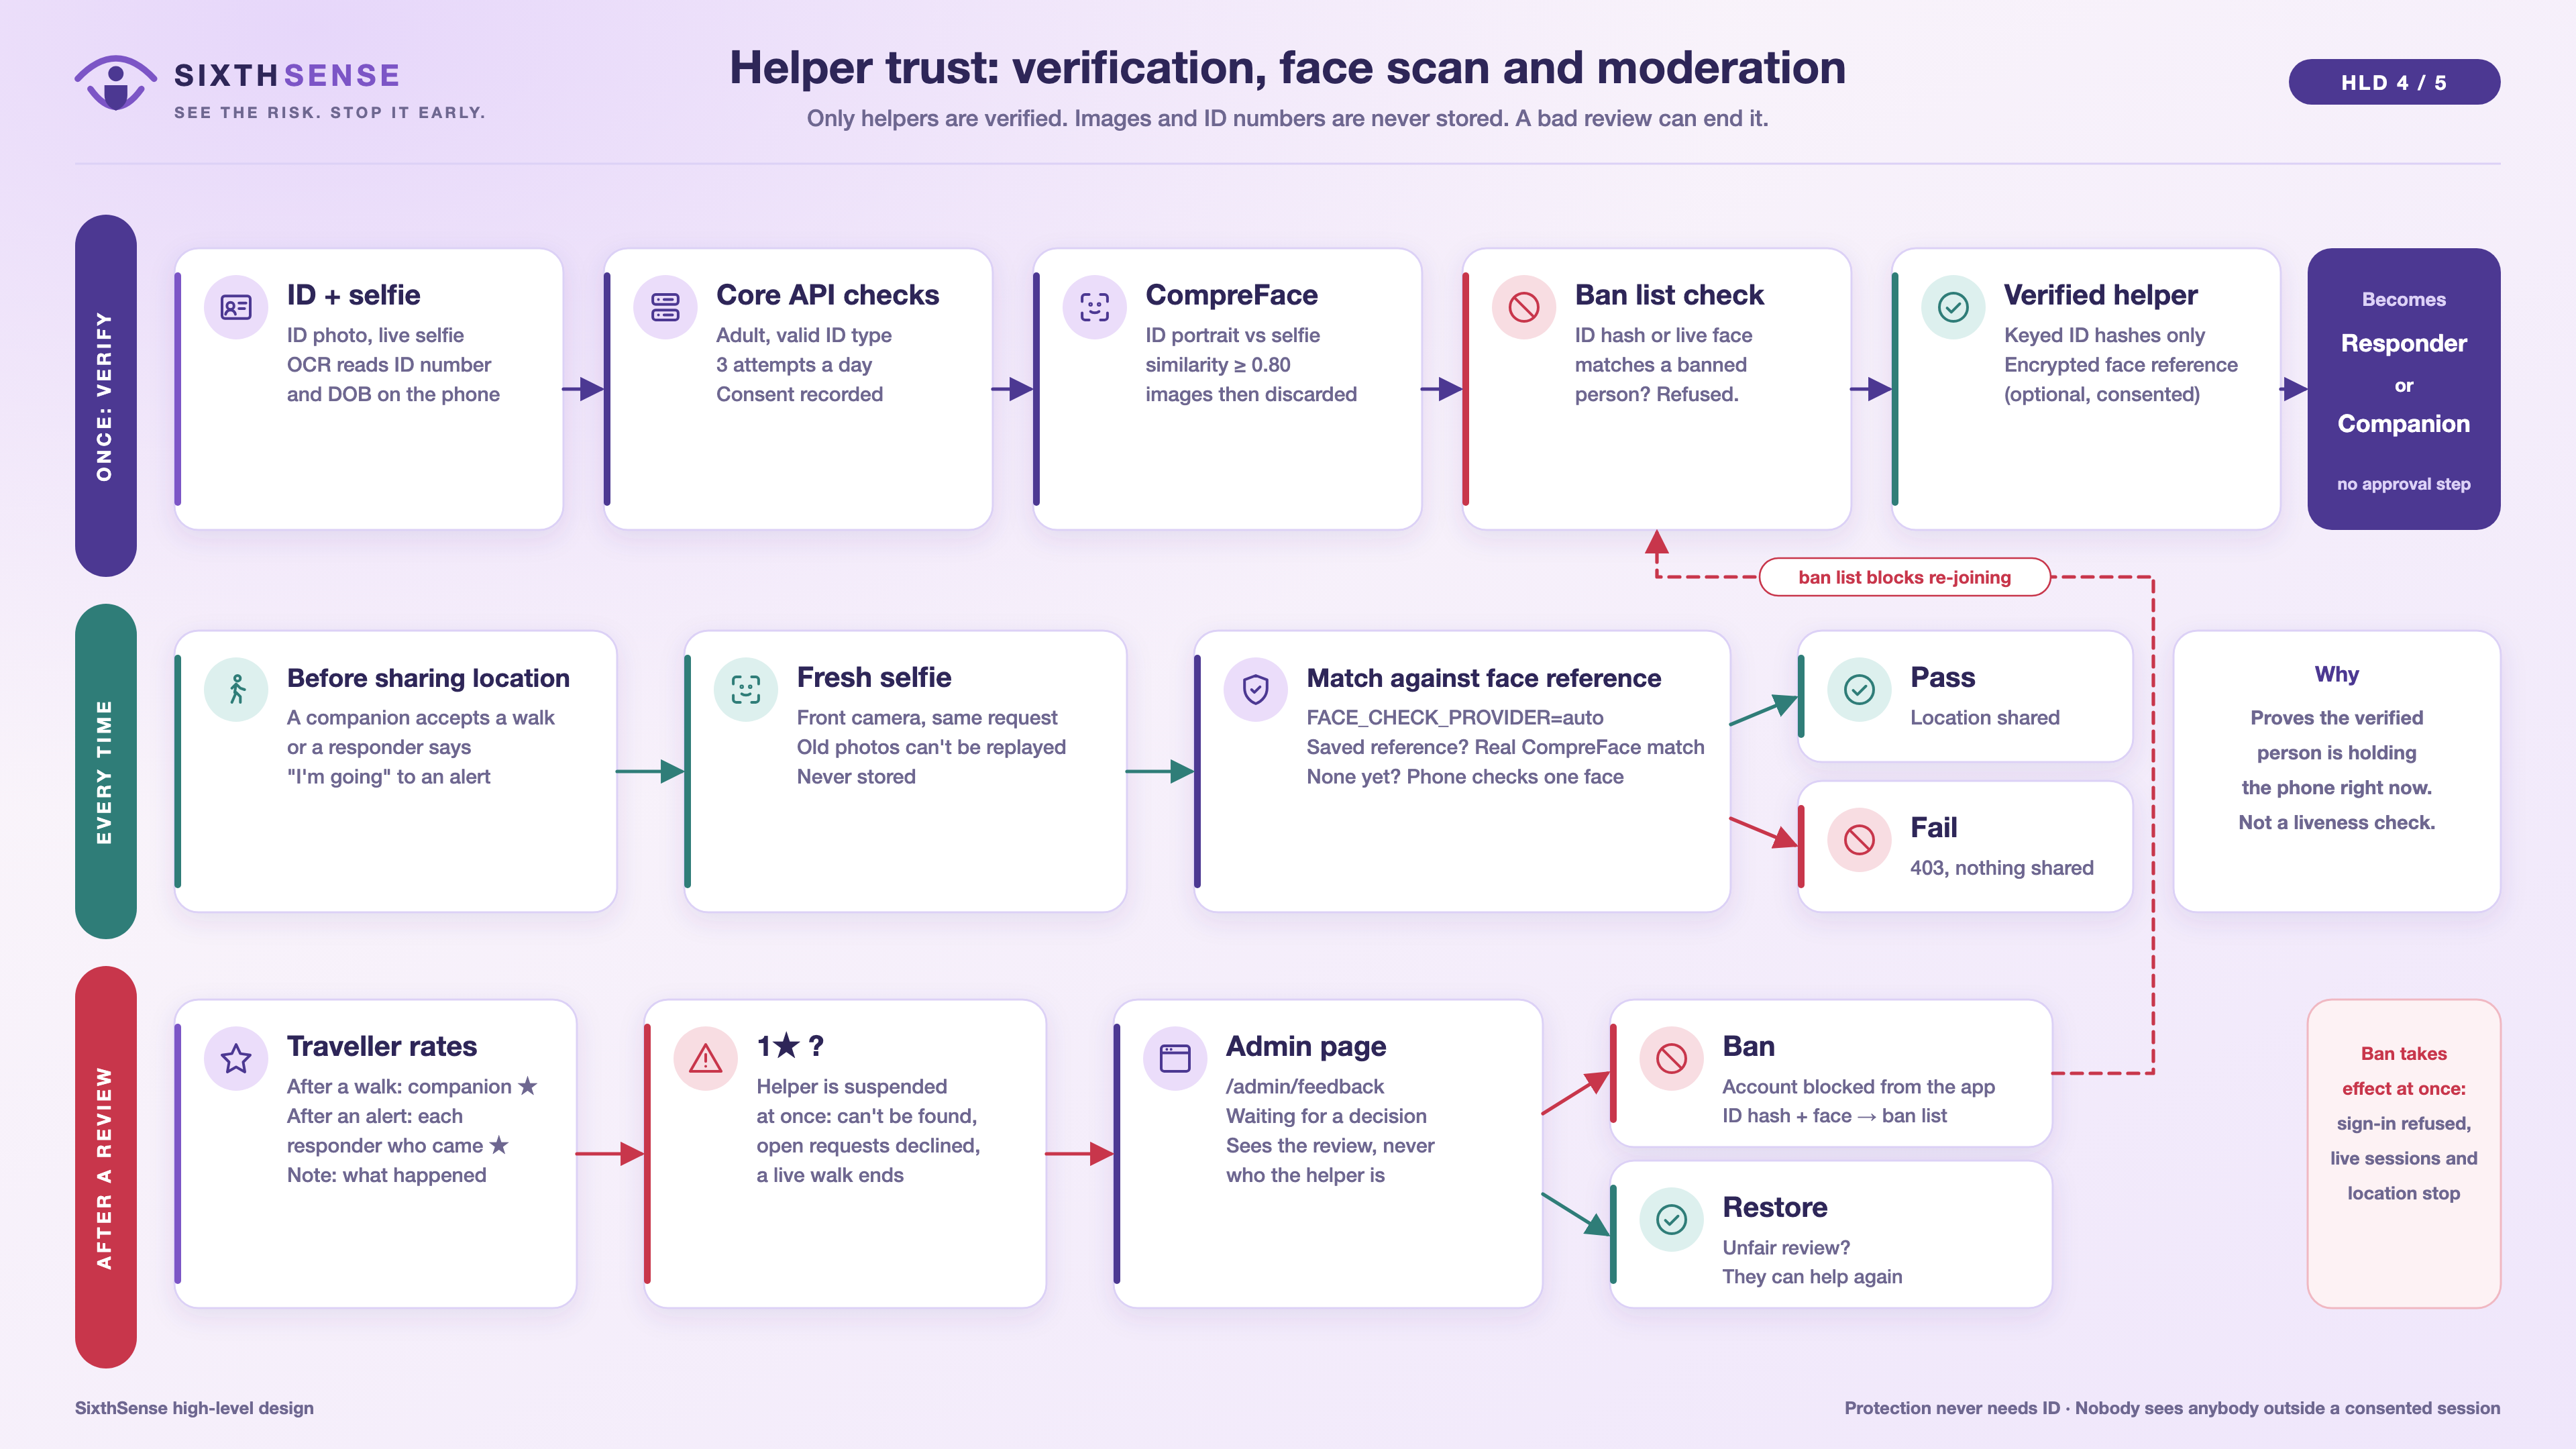 SIXTHSENSE
SEE THE RISK. STOP IT EARLY.
Helper trust: verification, face scan and moderation
Only helpers are verified. Images and ID numbers are never stored. A bad review can end it.
HLD 4 / 5
ONCE: VERIFY
ID + selfie
ID photo, live selfie
OCR reads ID number
and DOB on the phone
Core API checks
Adult, valid ID type
3 attempts a day
Consent recorded
CompreFace
ID portrait vs selfie
similarity ≥ 0.80
images then discarded
Ban list check
ID hash or live face
matches a banned
person? Refused.
Verified helper
Keyed ID hashes only
Encrypted face reference
(optional, consented)
Becomes
Responder
or
Companion
no approval step
ban list blocks re-joining
EVERY TIME
Before sharing location
A companion accepts a walk
or a responder says
"I'm going" to an alert
Fresh selfie
Front camera, same request
Old photos can't be replayed
Never stored
Match against face reference
FACE_CHECK_PROVIDER=auto
Saved reference? Real CompreFace match
None yet? Phone checks one face
Pass
Location shared
Fail
403, nothing shared
Why
Proves the verified
person is holding
the phone right now.
Not a liveness check.
AFTER A REVIEW
Traveller rates
After a walk: companion ★
After an alert: each
responder who came ★
Note: what happened
1★ ?
Helper is suspended
at once: can't be found,
open requests declined,
a live walk ends
Admin page
/admin/feedback
Waiting for a decision
Sees the review, never
who the helper is
Ban
Account blocked from the app
ID hash + face → ban list
Restore
Unfair review?
They can help again
Ban takes
effect at once:
sign-in refused,
live sessions and
location stop
SixthSense high-level design
Protection never needs ID · Nobody sees anybody outside a consented session